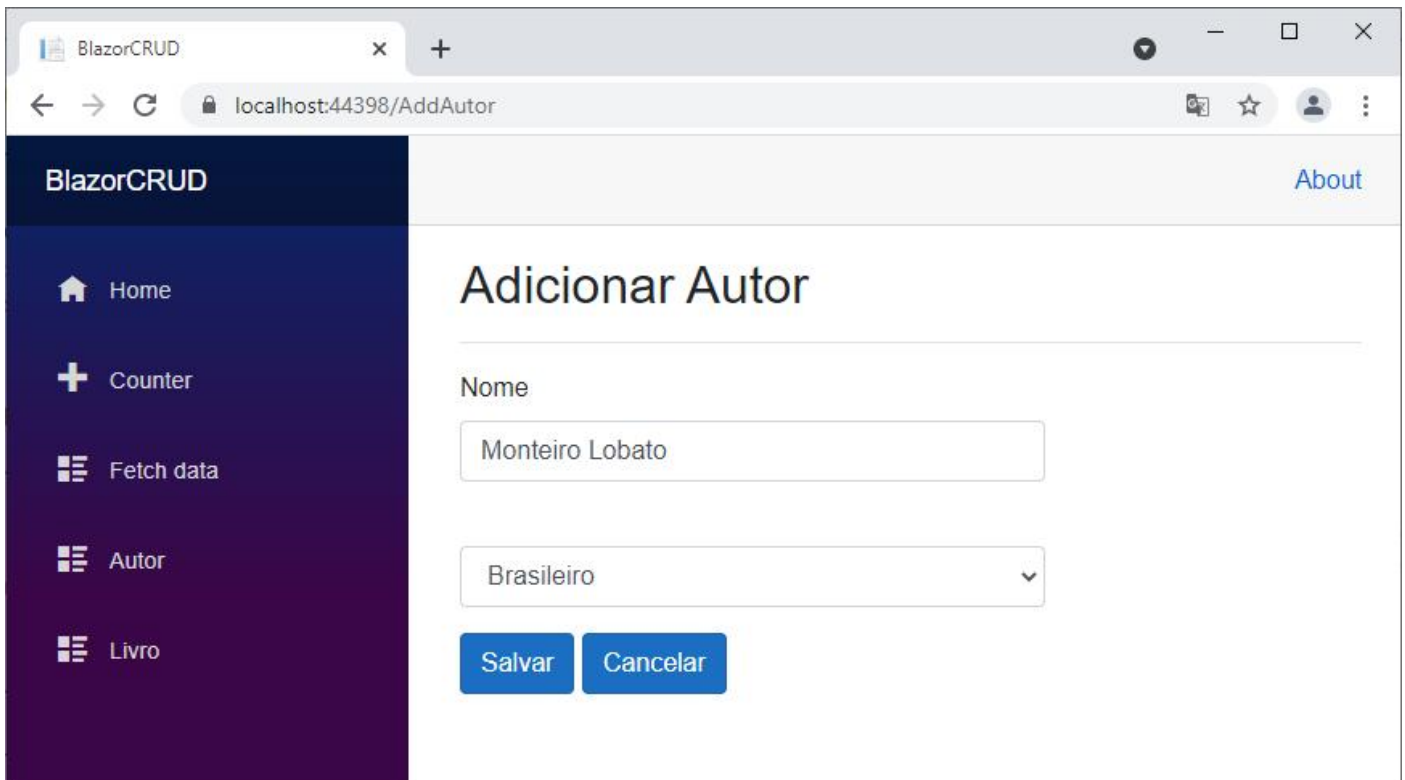 BlazorCRUD
localhost:44398/AddAutor
BlazorCRUD
About
Home
Counter
Fetch data
Autor
Livro
Adicionar Autor
Nome
Monteiro Lobato
Brasileiro
Salvar Cancelar